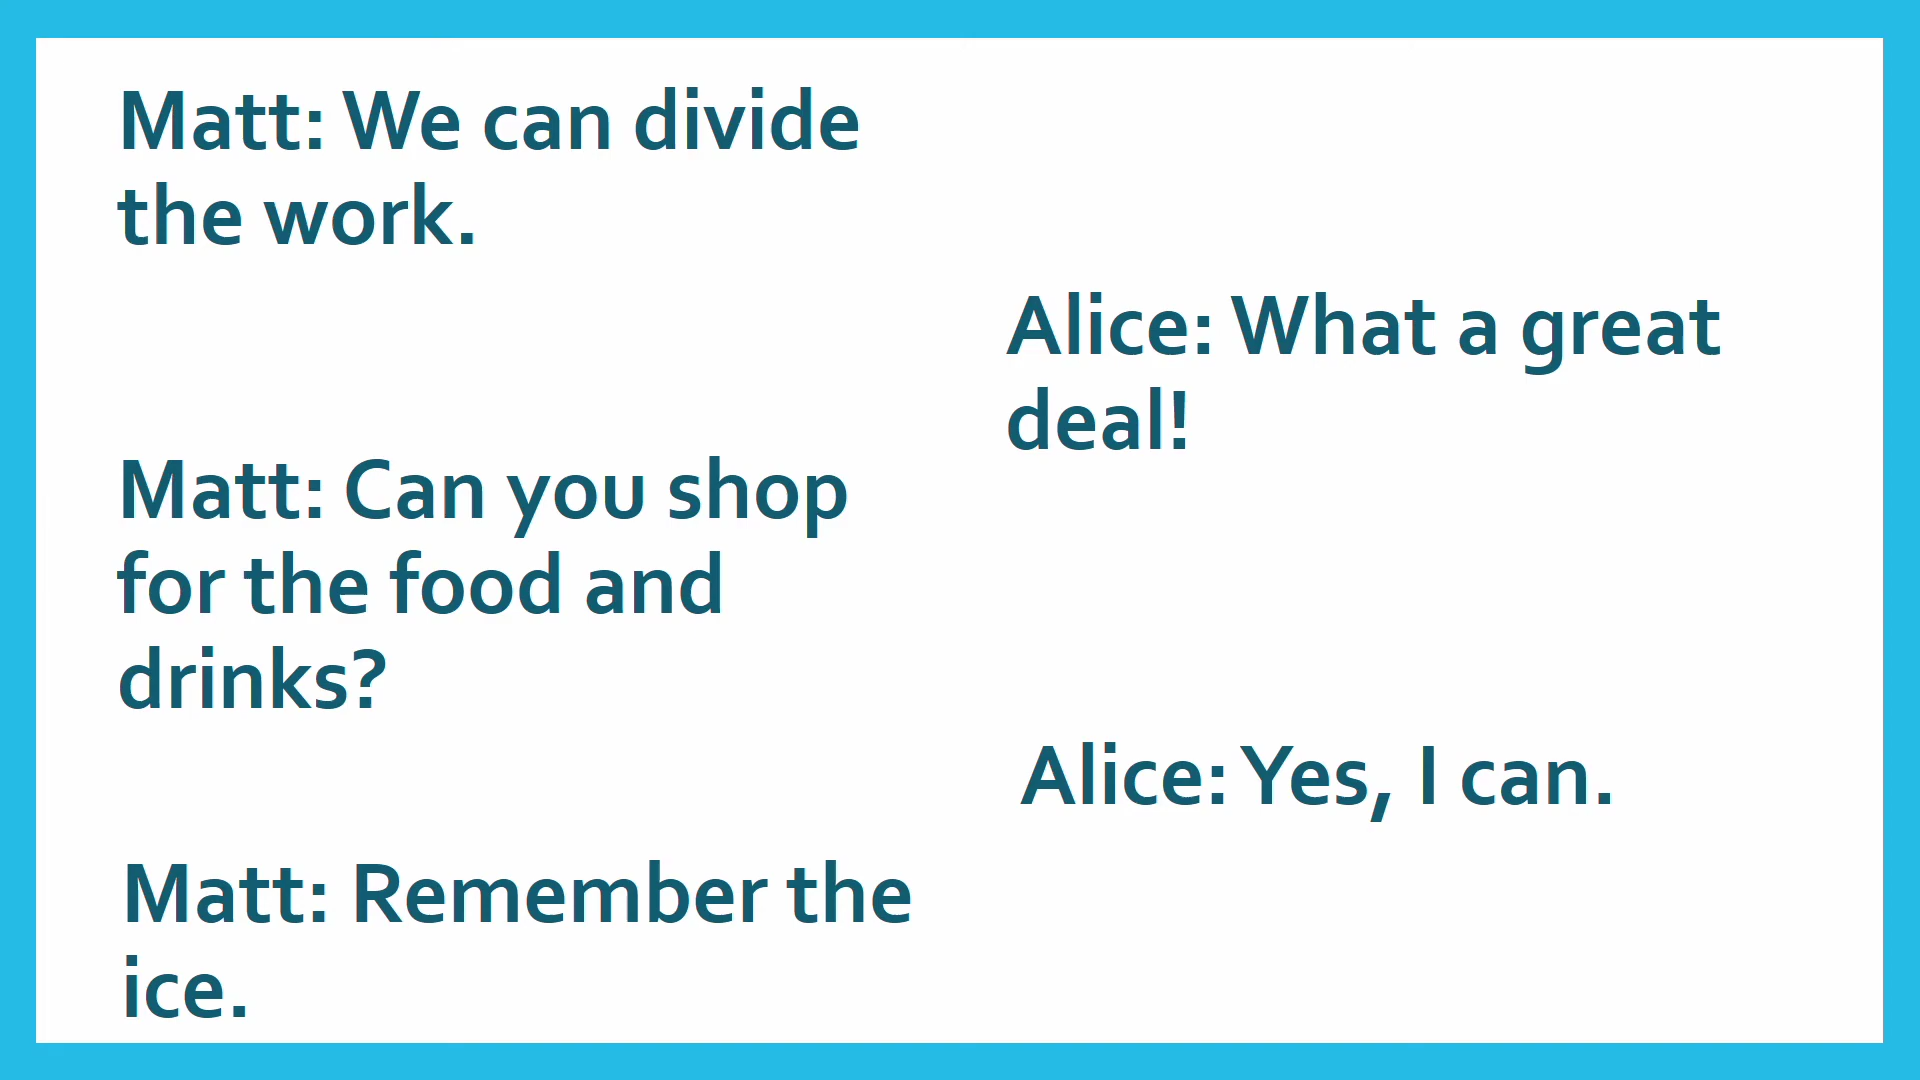 Matt: We can divide
the work.
Alice: What a great
deal!
Matt: Can you shop
for the food and
drinks?
Alice: Yes, I can.
Matt: Remember the
ice.